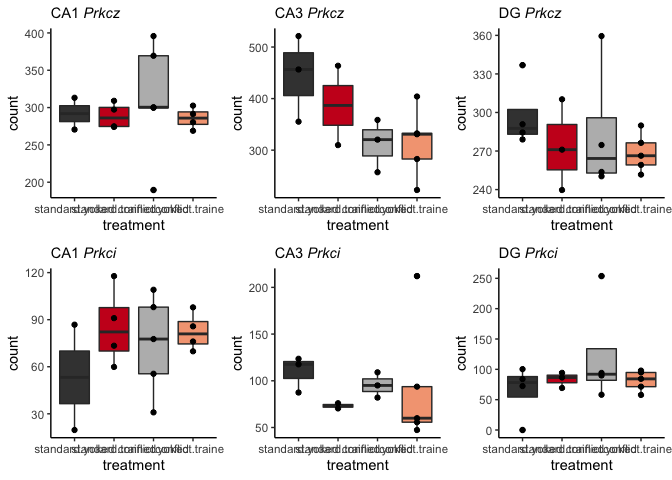 CA1 Prkcz
400
350
300
250
200
count
treatment
CA3 Prkcz
500
400
300
count
treatment
DG Prkcz
360
330
300
270
240
count
treatment
CA1 Prkci
120
90
60
30
count
treatment
CA3 Prkci
200
150
100
50
count
treatment
DG Prkci
250
200
150
100
50
0
count
treatment